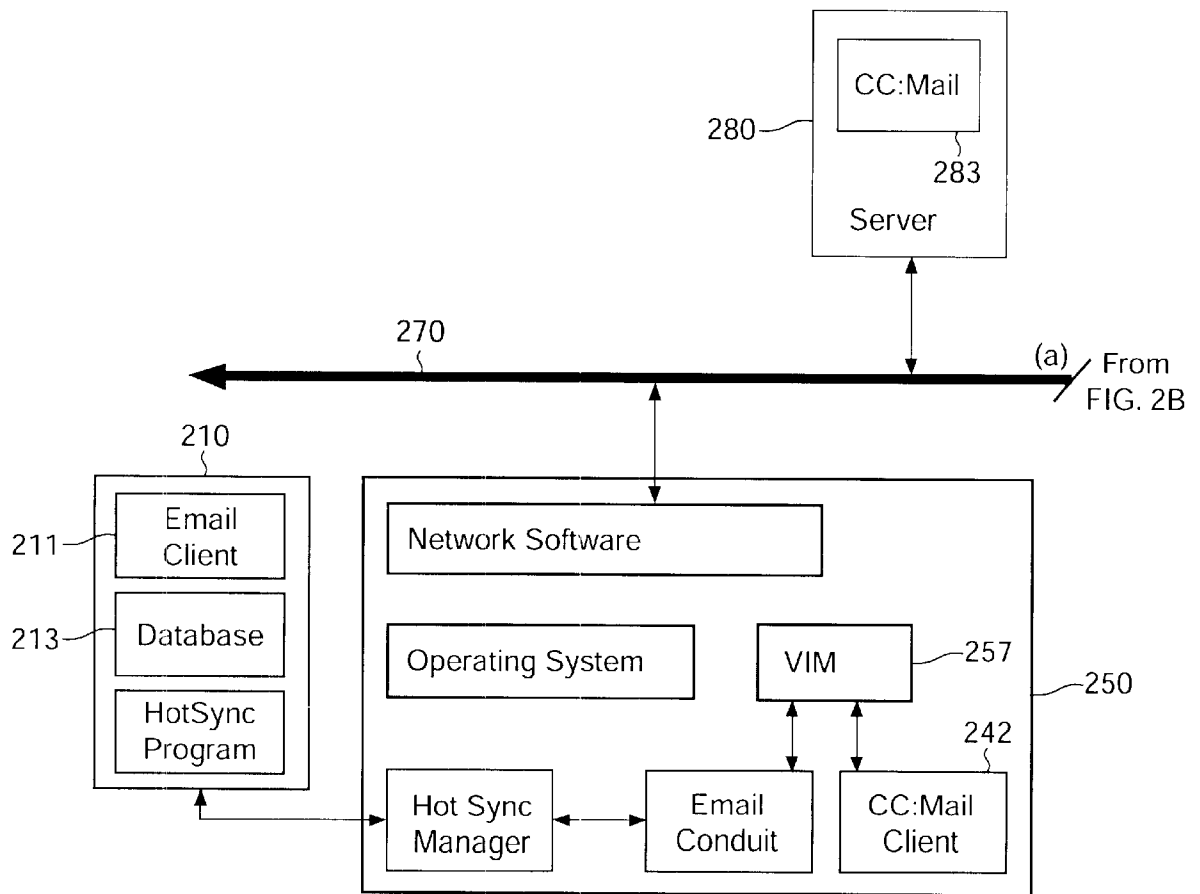 CC:Mail
280
283
Server
270
(a)
From
FIG. 2B
210
Email
Client
211
Network Software
Database
213
Operating System
VIM
257
250
HotSync
Program
242
Hot Sync
Manager
Email
Conduit
CC:Mail
Client